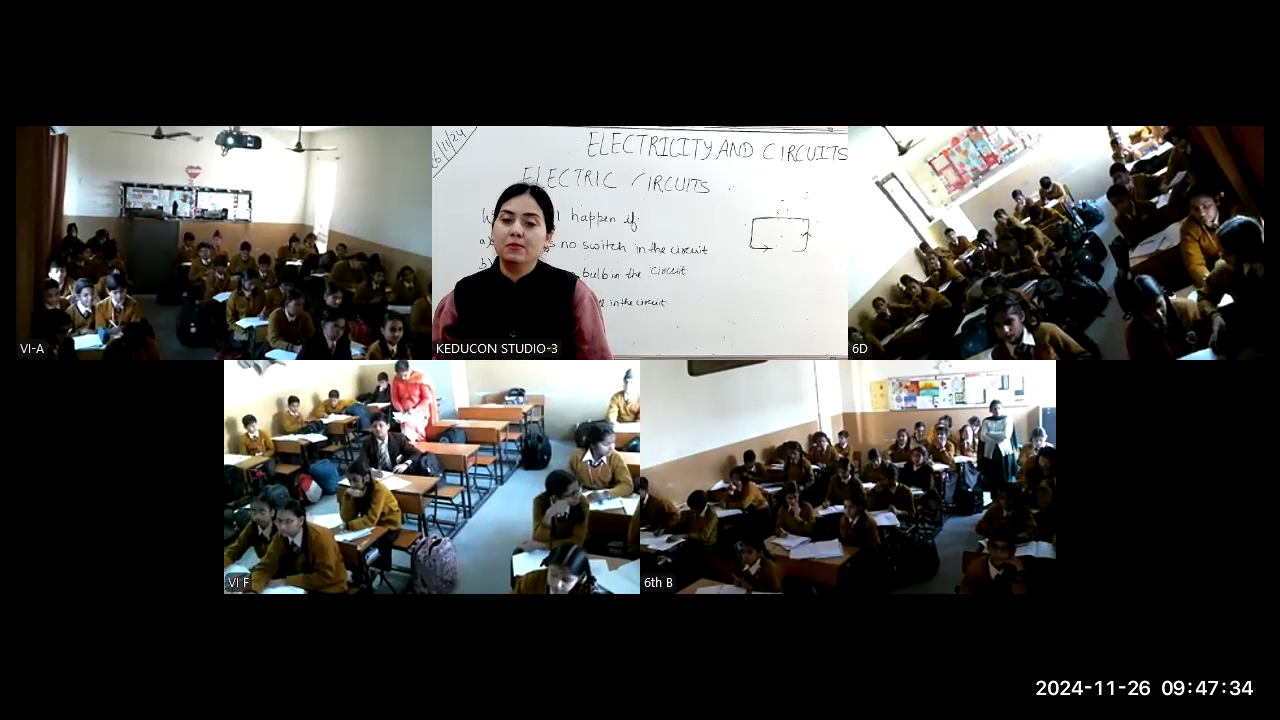 26/11/24
ELECTRICITY AND CIRCUITS
ELECTRIC CIRCUITS
happen if
a) no switch in the circuit
b) bulb in the circuit
in the circuit
VI-A
KEDUCON STUDIO-3
6D
VI F
6th B
2024-11-26 09:47:34